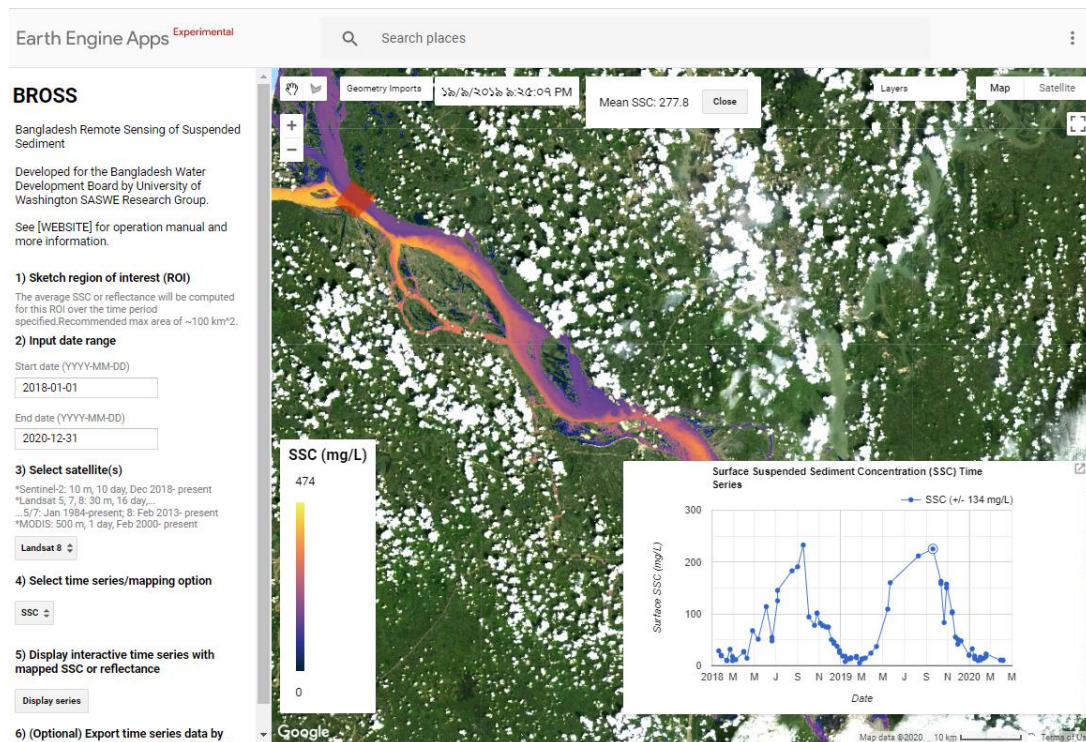 Earth Engine Apps Experimental
Search places
BROSS
Bangladesh Remote Sensing of Suspended
Sediment
Developed for the Bangladesh Water
Development Board by University of
Washington SASWE Research Group.
See [WEBSITE] for operation manual and
more information.
1) Sketch region of interest (ROI)
The average SSC or reflectance will be computed
for this ROI over the time period
specified.Recommended max area of ~100 km^2.
2) Input date range
Start date (YYYY-MM-DD)
2018-01-01
End date (YYYY-MM-DD)
2020-12-31
3) Select satellite(s)
*Sentinel-2: 10 m, 10 day, Dec 2018- present
*Landsat 5, 7, 8: 30 m, 16 day,...
...5/7: Jan 1984-present; 8: Feb 2013- present
*MODIS: 500 m, 1 day, Feb 2000- present
Landsat 8
4) Select time series/mapping option
SSC
5) Display interactive time series with
mapped SSC or reflectance
Display series
6) (Optional) Export time series data by
Geometry Imports
Mean SSC: 277.8
Close
Layers
Map Satellite
+
−
SSC (mg/L)
474
0
Surface Suspended Sediment Concentration (SSC) Time
Series
SSC (+/- 134 mg/L)
Surface SSC (mg/L)
300
200
100
0
2018 M J S N 2019 M M J S N 2020 M M
Date
Google
Map data ©2020 10 km Terms of Us